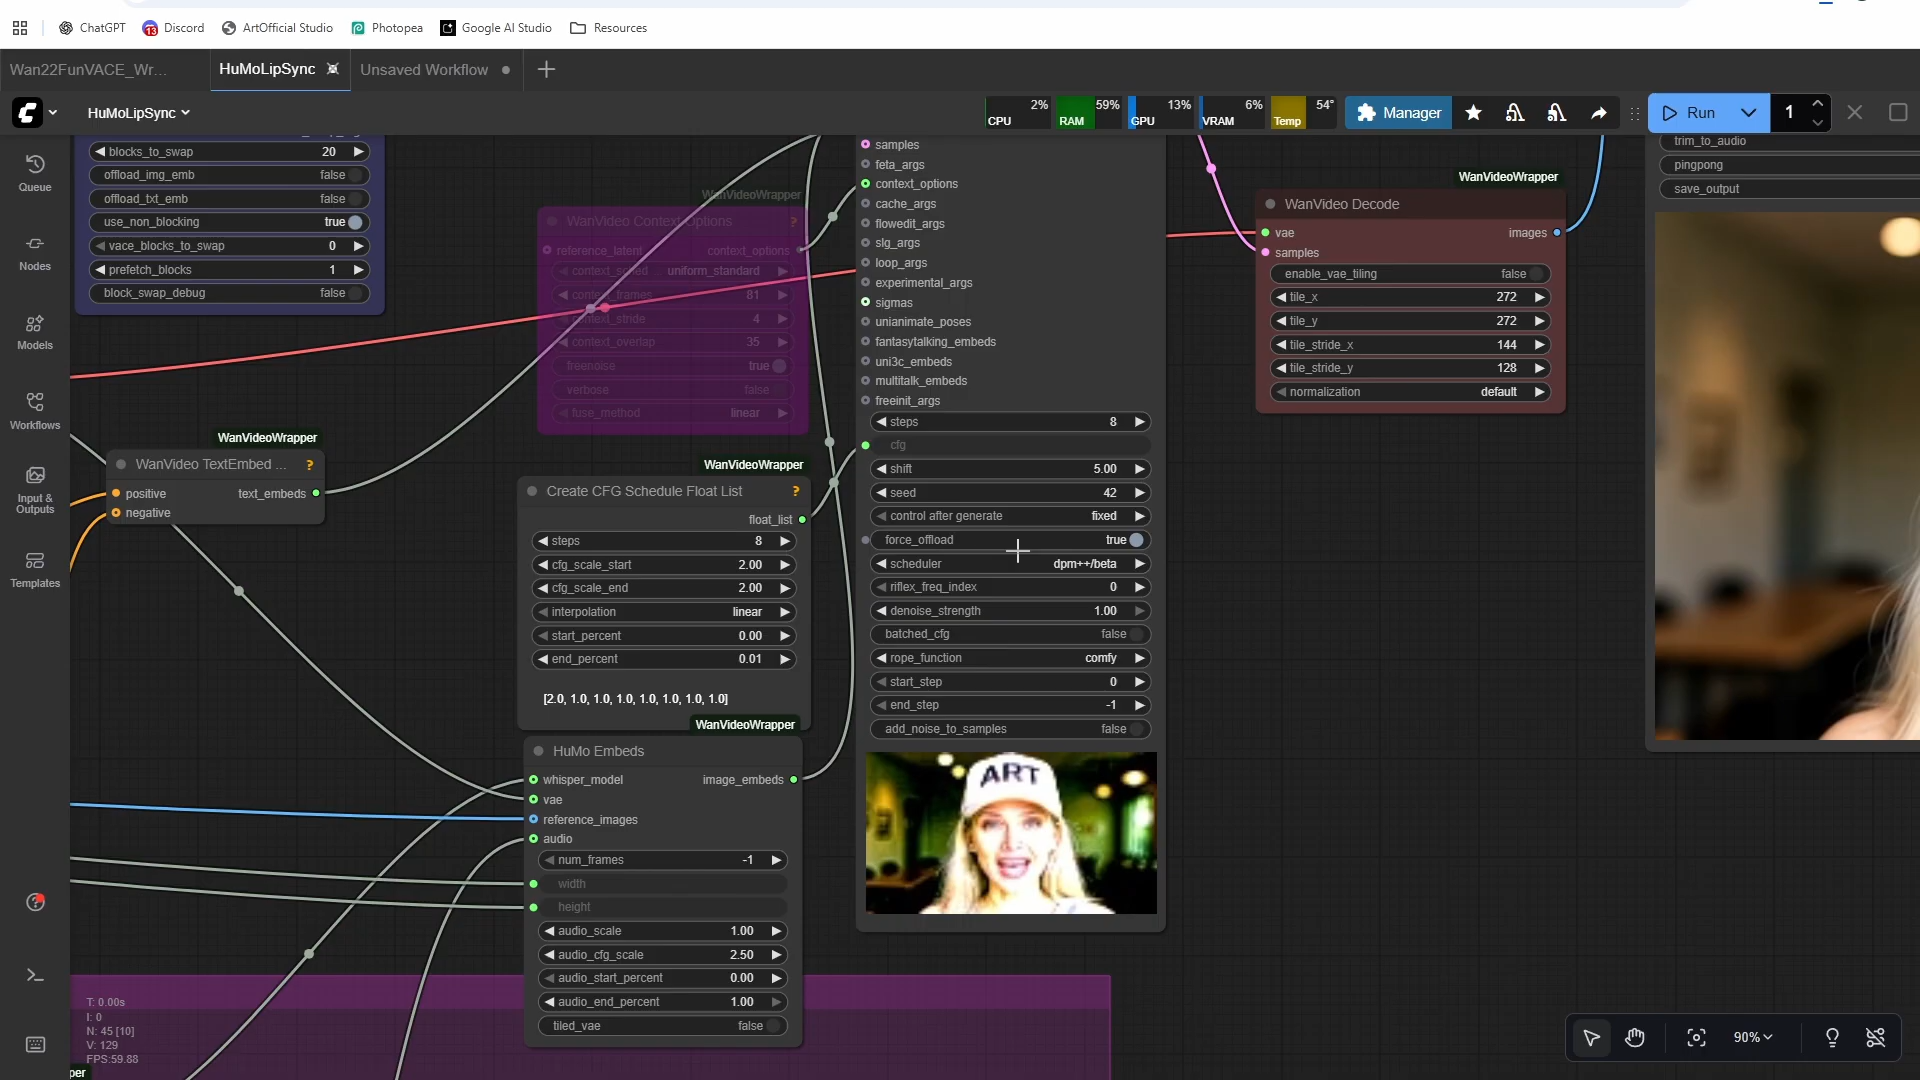 ChatGPT
13
Discord
ArtOfficial Studio
Photopea
Google AI Studio
Resources
Wan22FunVACE_Wr...
HuMoLipSync
Unsaved Workflow
HuMoLipSync
CPU 2%
RAM 59%
GPU 13%
VRAM 6%
Temp 54°
Manager
Run
1
Queue
Nodes
Models
Workflows
Input & Outputs
Templates
blocks_to_swap 20
offload_img_emb false
offload_txt_emb false
use_non_blocking true
vace_blocks_to_swap 0
prefetch_blocks 1
block_swap_debug false
WanVideoWrapper
WanVideo TextEmbed ... ?
positive text_embeds
negative
WanVideoWrapper
WanVideo Context Options ?
reference_latent context_options
context_sched... uniform_standard
context_frames 81
context_stride 4
context_overlap 35
freenoise true
verbose false
fuse_method linear
WanVideoWrapper
Create CFG Schedule Float List ?
float_list
steps 8
cfg_scale_start 2.00
cfg_scale_end 2.00
interpolation linear
start_percent 0.00
end_percent 0.01
[2.0, 1.0, 1.0, 1.0, 1.0, 1.0, 1.0, 1.0]
WanVideoWrapper
HuMo Embeds
whisper_model image_embeds
vae
reference_images
audio
num_frames -1
width
height
audio_scale 1.00
audio_cfg_scale 2.50
audio_start_percent 0.00
audio_end_percent 1.00
tiled_vae false
samples
feta_args
context_options
cache_args
flowedit_args
slg_args
loop_args
experimental_args
sigmas
unianimate_poses
fantasytalking_embeds
uni3c_embeds
multitalk_embeds
freeinit_args
steps 8
cfg
shift 5.00
seed 42
control after generate fixed
force_offload true
scheduler dpm++/beta
riflex_freq_index 0
denoise_strength 1.00
batched_cfg false
rope_function comfy
start_step 0
end_step -1
add_noise_to_samples false
ART
WanVideoWrapper
WanVideo Decode
vae images
samples
enable_vae_tiling false
tile_x 272
tile_y 272
tile_stride_x 144
tile_stride_y 128
normalization default
trim_to_audio
pingpong
save_output
T: 0.00s
I: 0
N: 45 [10]
V: 129
FPS:59.88
per
90%